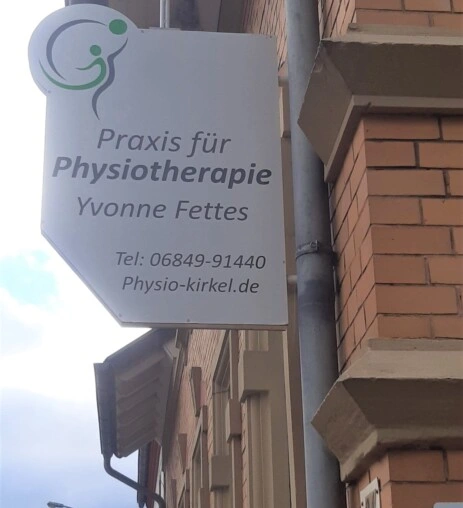 Praxis für
Physiotherapie
Yvonne Fettes
Tel: 06849-91440
Physio-kirkel.de